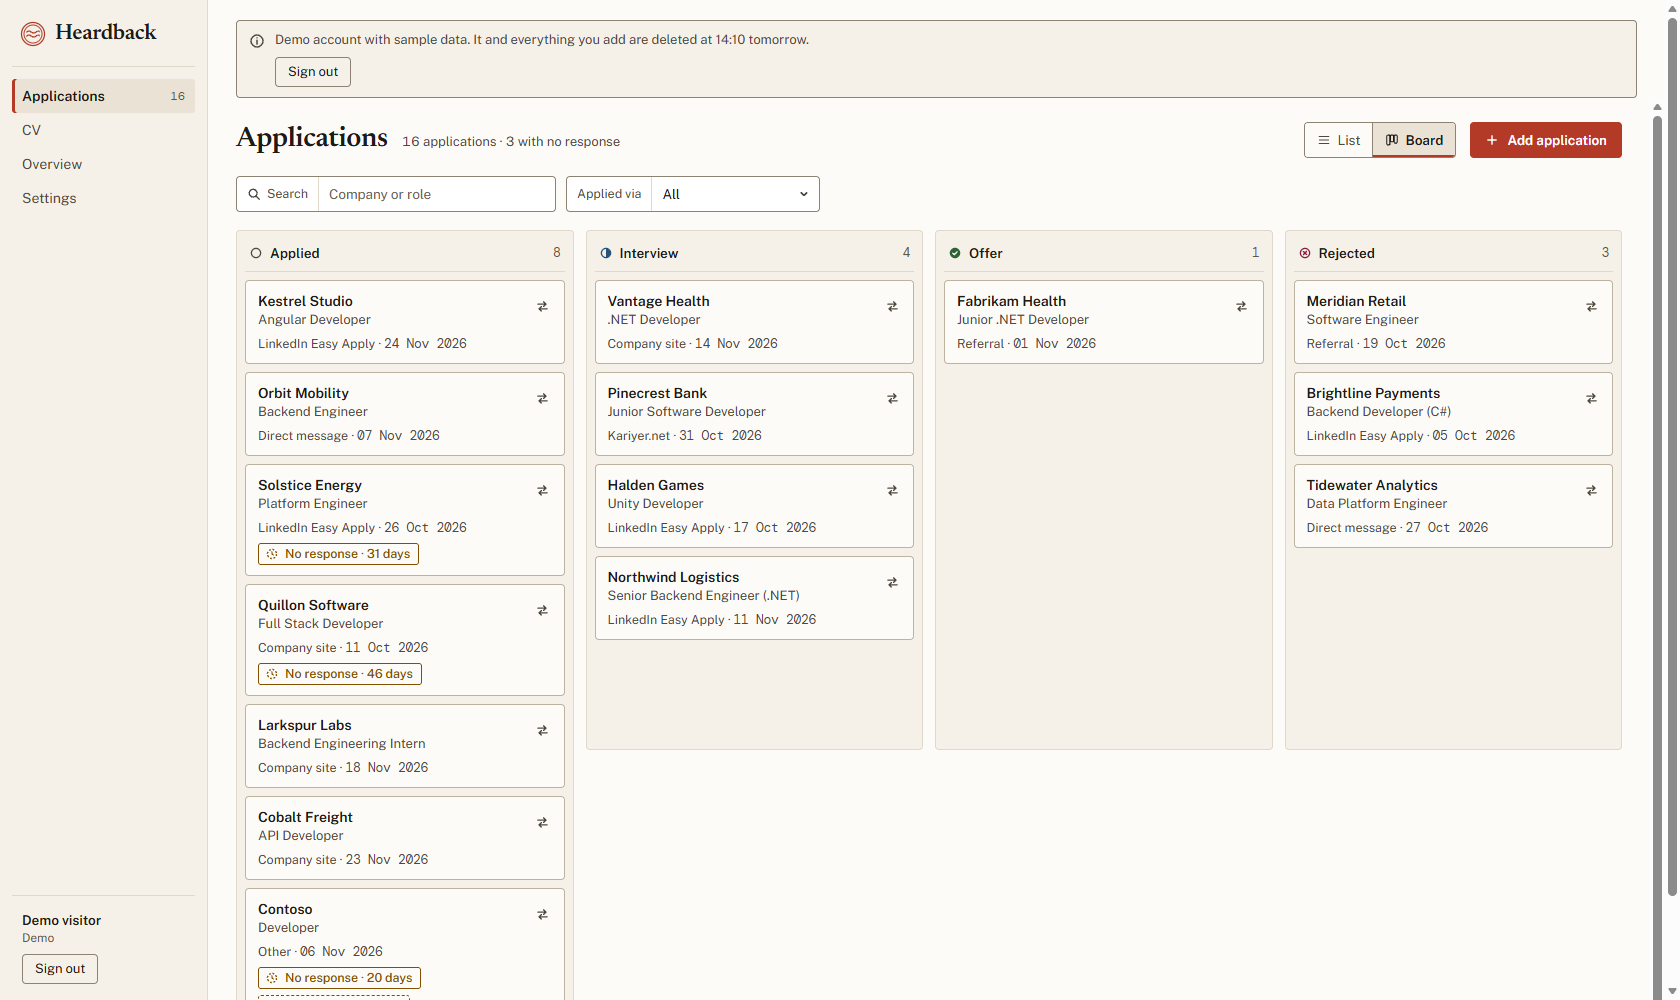 Heardback
Applications 16
CV
Overview
Settings
Demo visitor
Demo
Sign out
Demo account with sample data. It and everything you add are deleted at 14:10 tomorrow.
Sign out
Applications 16 applications · 3 with no response
List Board + Add application
Search Company or role
Applied via All
Applied 8
Kestrel Studio
Angular Developer
LinkedIn Easy Apply · 24 Nov 2026
Orbit Mobility
Backend Engineer
Direct message · 07 Nov 2026
Solstice Energy
Platform Engineer
LinkedIn Easy Apply · 26 Oct 2026
No response · 31 days
Quillon Software
Full Stack Developer
Company site · 11 Oct 2026
No response · 46 days
Larkspur Labs
Backend Engineering Intern
Company site · 18 Nov 2026
Cobalt Freight
API Developer
Company site · 23 Nov 2026
Contoso
Developer
Other · 06 Nov 2026
No response · 20 days
Interview 4
Vantage Health
.NET Developer
Company site · 14 Nov 2026
Pinecrest Bank
Junior Software Developer
Kariyer.net · 31 Oct 2026
Halden Games
Unity Developer
LinkedIn Easy Apply · 17 Oct 2026
Northwind Logistics
Senior Backend Engineer (.NET)
LinkedIn Easy Apply · 11 Nov 2026
Offer 1
Fabrikam Health
Junior .NET Developer
Referral · 01 Nov 2026
Rejected 3
Meridian Retail
Software Engineer
Referral · 19 Oct 2026
Brightline Payments
Backend Developer (C#)
LinkedIn Easy Apply · 05 Oct 2026
Tidewater Analytics
Data Platform Engineer
Direct message · 27 Oct 2026